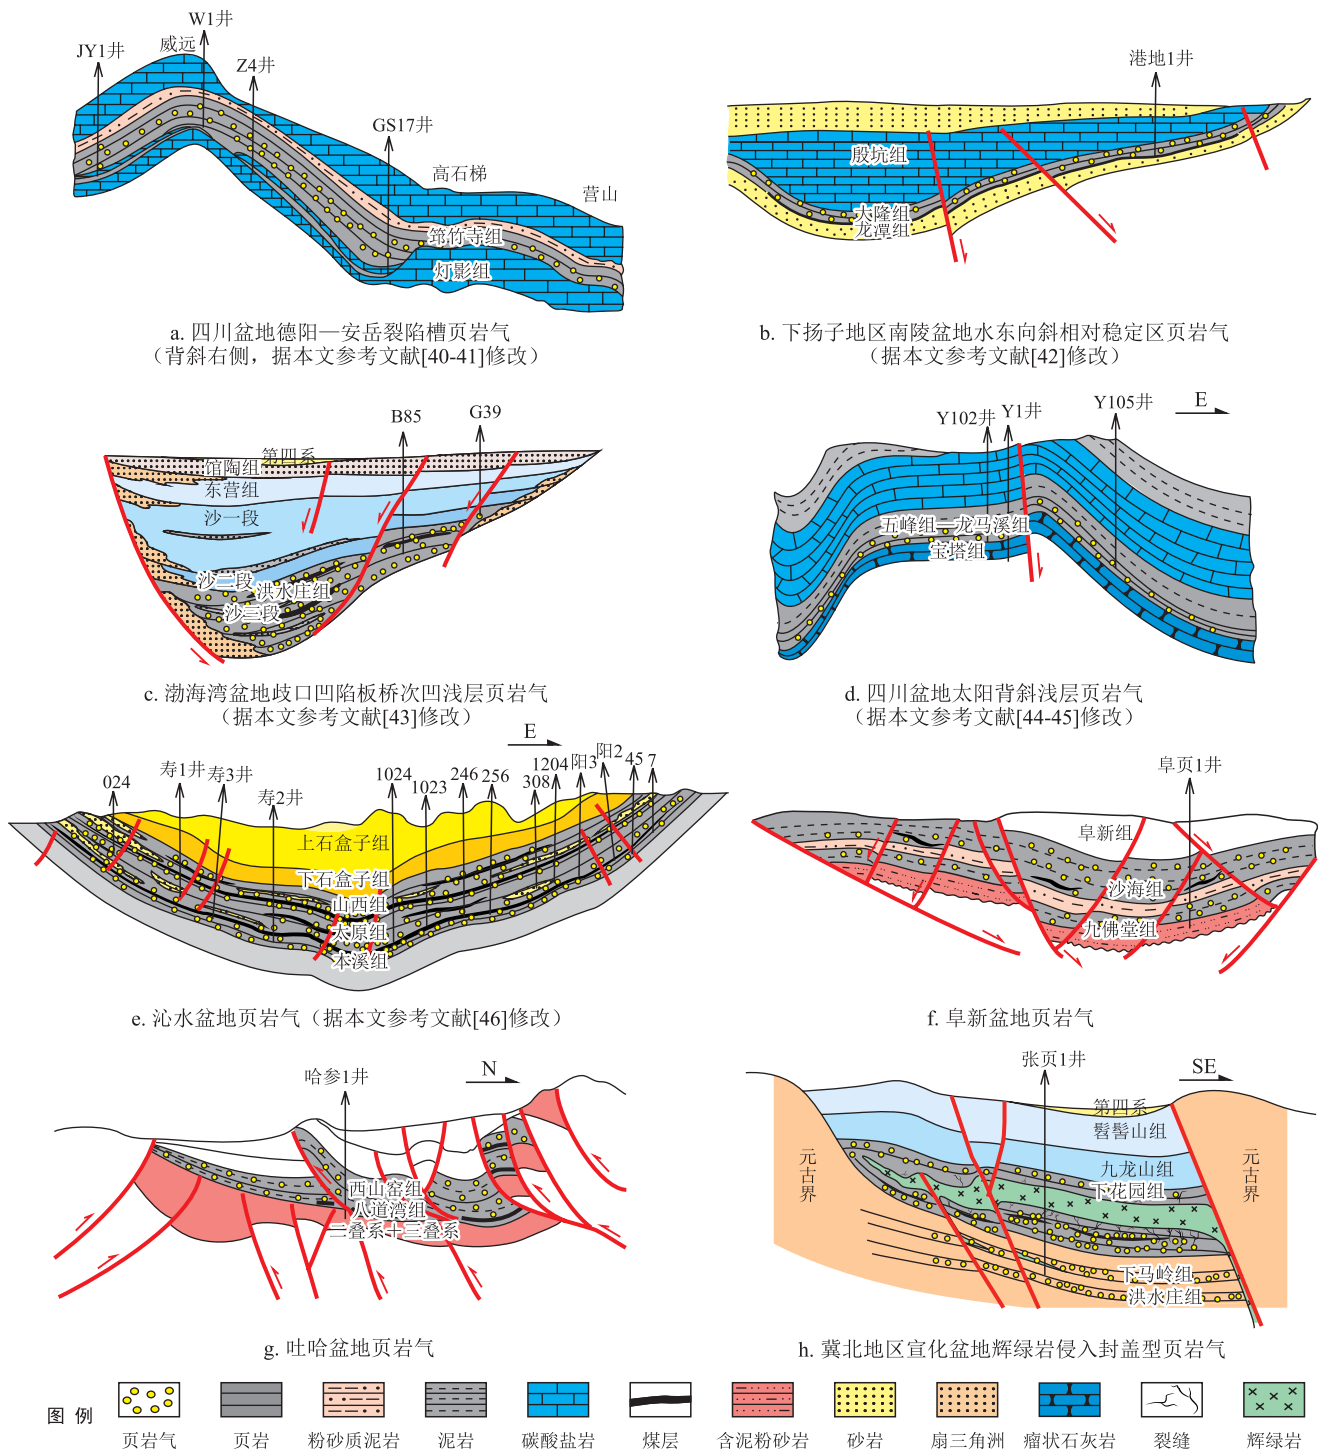 W1井
威远
JY1井
Z4井
GS17井
高石梯
营山
筇竹寺组
灯影组
a. 四川盆地德阳—安岳裂陷槽页岩气
（背斜右侧，据本文参考文献[40-41]修改）
港地1井
殷坑组
大隆组
龙潭组
b. 下扬子地区南陵盆地水东向斜相对稳定区页岩气
（据本文参考文献[42]修改）
B85
G39
第四系
馆陶组
东营组
沙一段
沙二段
洪水庄组
沙三段
c. 渤海湾盆地歧口凹陷板桥次凹浅层页岩气
（据本文参考文献[43]修改）
Y102井
Y1井
Y105井
E
五峰组—龙马溪组
宝塔组
d. 四川盆地太阳背斜浅层页岩气
（据本文参考文献[44-45]修改）
E
024
寿1井
寿3井
寿2井
1024
1023
246
256
308
1204
阳3
阳2
45
7
上石盒子组
下石盒子组
山西组
太原组
本溪组
e. 沁水盆地页岩气（据本文参考文献[46]修改）
阜页1井
阜新组
沙海组
九佛堂组
f. 阜新盆地页岩气
哈参1井
N
西山窑组
八道湾组
二叠系+三叠系
g. 吐哈盆地页岩气
张页1井
SE
第四系
髫髻山组
九龙山组
下花园组
元古界
元古界
下马岭组
洪水庄组
h. 冀北地区宣化盆地辉绿岩侵入封盖型页岩气
图 例
页岩气 页岩 粉砂质泥岩 泥岩 碳酸盐岩 煤层 含泥粉砂岩 砂岩 扇三角洲 瘤状石灰岩 裂缝 辉绿岩